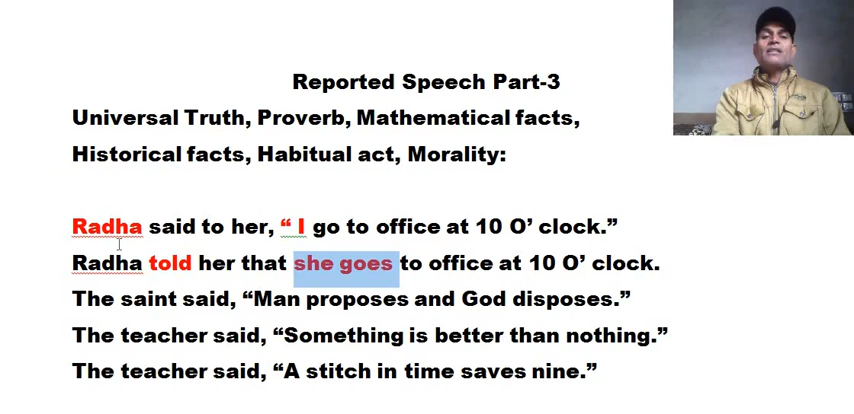 Reported Speech Part-3
Universal Truth, Proverb, Mathematical facts,
Historical facts, Habitual act, Morality:
Radha said to her, “ I go to office at 10 O’ clock.”
Radha told her that she goes to office at 10 O’ clock.
The saint said, “Man proposes and God disposes.”
The teacher said, “Something is better than nothing.”
The teacher said, “A stitch in time saves nine.”